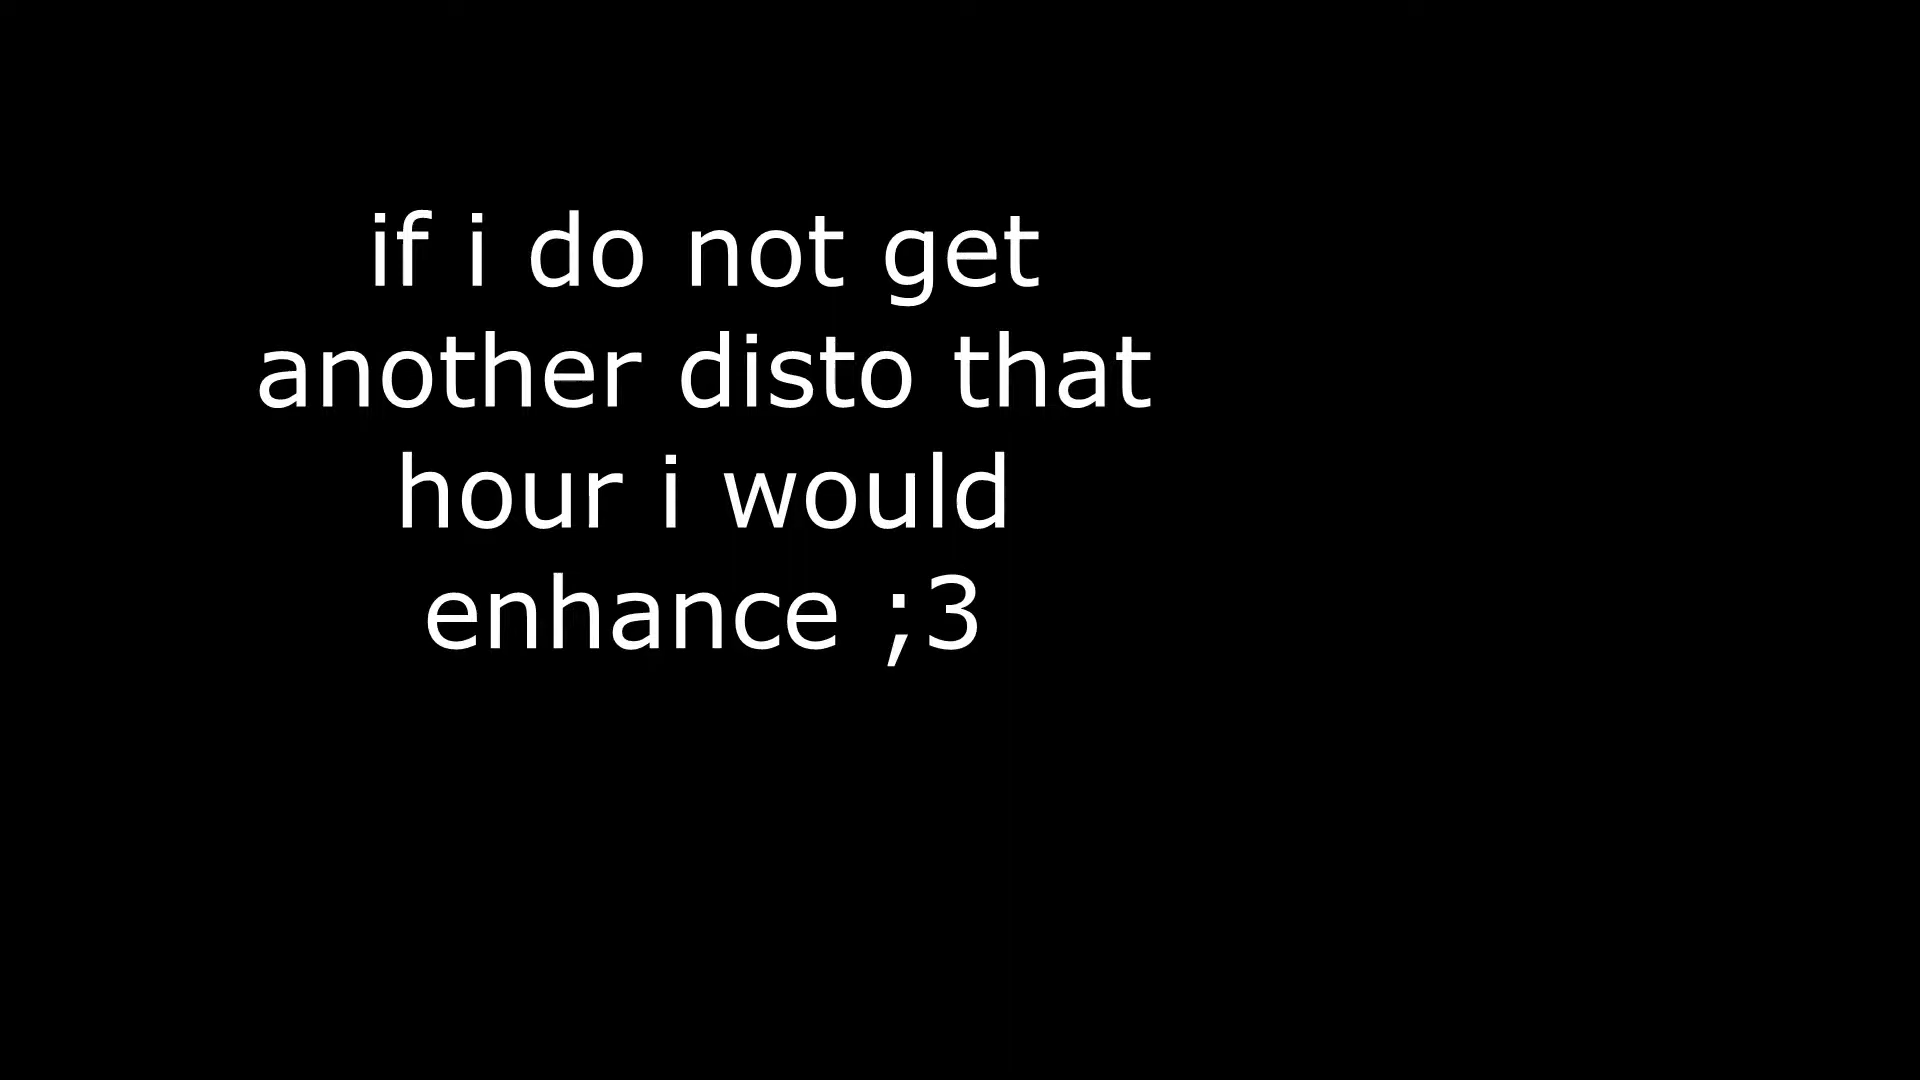 if i do not get
another disto that
hour i would
enhance ;3